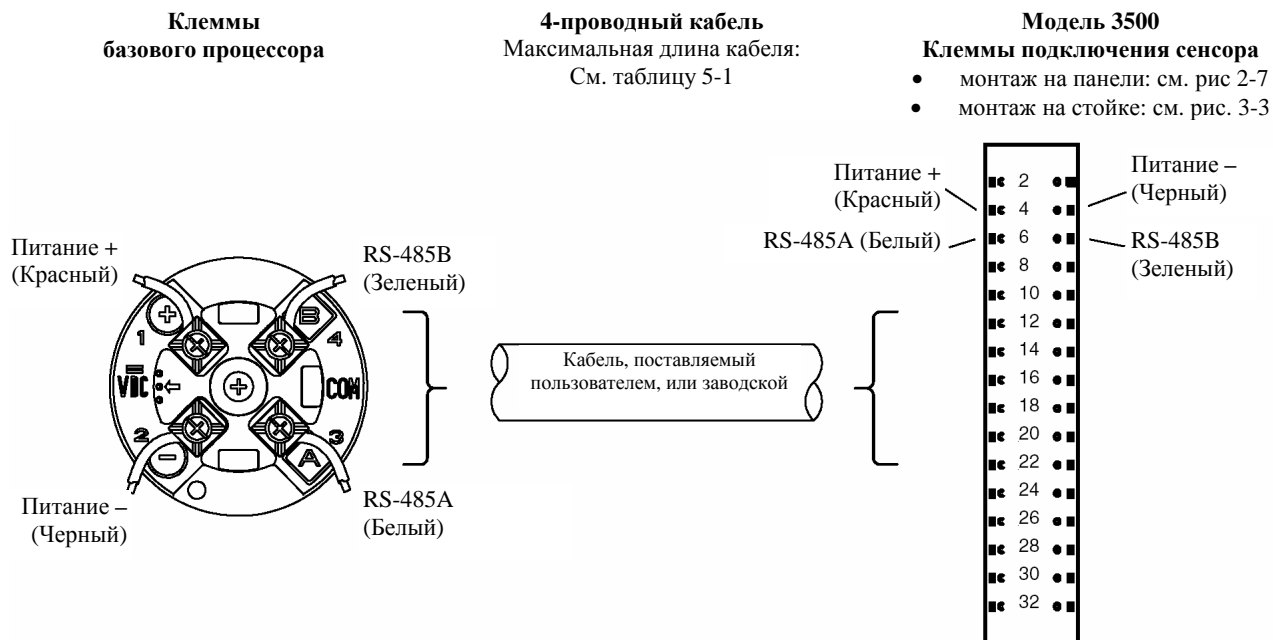 Клеммы
базового процессора
4-проводный кабель
Максимальная длина кабеля:
См. таблицу 5-1
Модель 3500
Клеммы подключения сенсора
• монтаж на панели: см. рис 2-7
• монтаж на стойке: см. рис. 3-3
Питание +
(Красный)
RS-485B
(Зеленый)
+
B
1
4
VDC
COM
2
3
–
A
Питание –
(Черный)
RS-485A
(Белый)
Кабель, поставляемый
пользователем, или заводской
Питание +
(Красный)
RS-485A (Белый)
Питание –
(Черный)
RS-485B
(Зеленый)
2
4
6
8
10
12
14
16
18
20
22
24
26
28
30
32